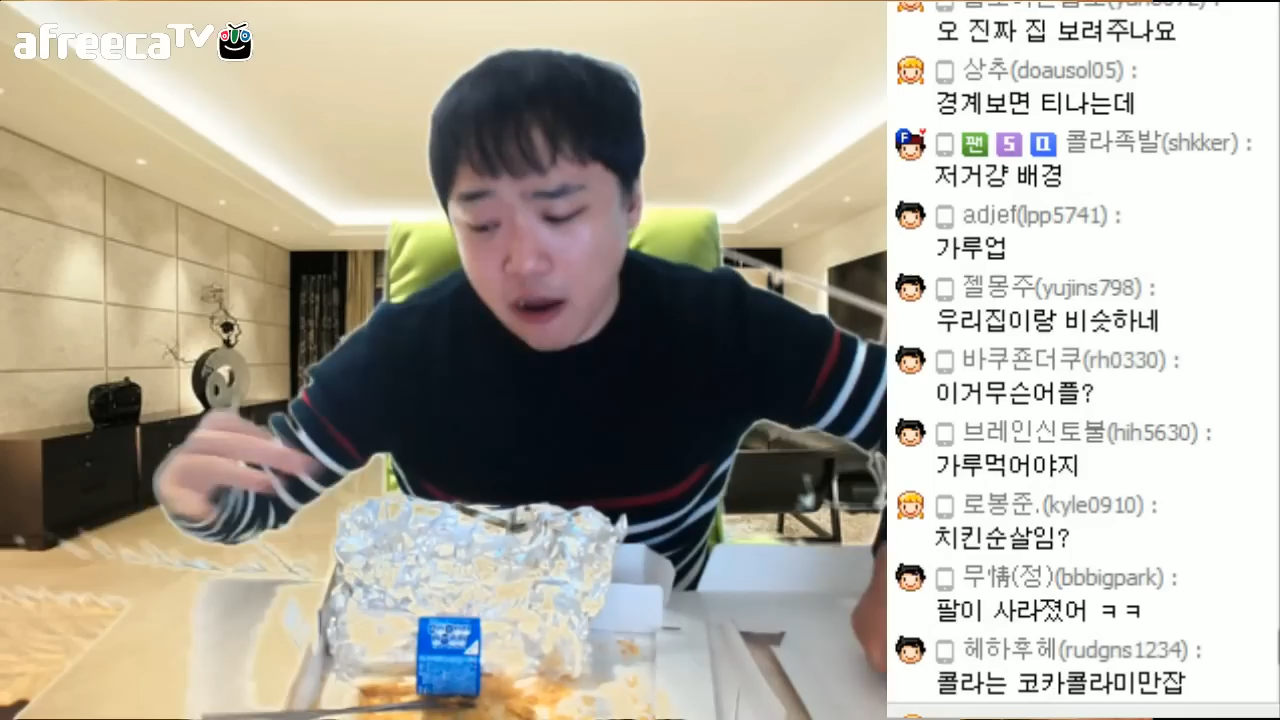 afreecaTV
오 진짜 집 보려주나요
상추(doausol05) :
경계보면 티나는데
팬 5 a 콜라족발(shkker) :
저거걍 배경
adjef(lpp5741) :
가루업
젤몽주(yujins798) :
우리집이랑 비슷하네
바쿠죤더쿠(rh0330) :
이거무슨어플?
브레인신토불(hih5630) :
가루먹어야지
로봉준.(kyle0910) :
치킨순살임?
무情(정)(bbbigpark) :
팔이 사라졌어 ㅋㅋ
헤하후헤(rudgns1234) :
콜라는 코카콜라미만잡